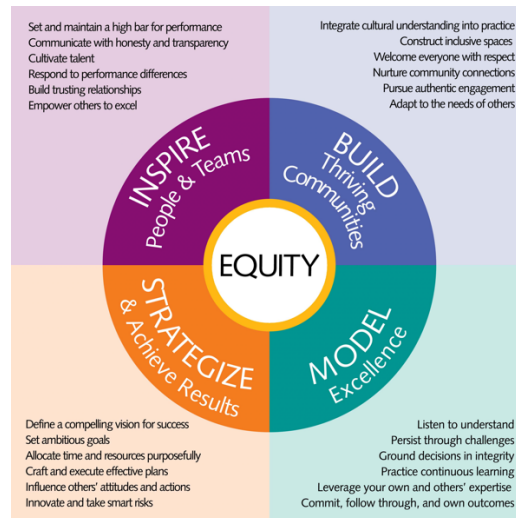 Set and maintain a high bar for performance
Communicate with honesty and transparency
Cultivate talent
Respond to performance differences
Build trusting relationships
Empower others to excel
Integrate cultural understanding into practice
Construct inclusive spaces
Welcome everyone with respect
Nurture community connections
Pursue authentic engagement
Adapt to the needs of others
INSPIRE
People & Teams
BUILD
Thriving
Communities
EQUITY
STRATEGIZE
& Achieve Results
MODEL
Excellence
Define a compelling vision for success
Set ambitious goals
Allocate time and resources purposefully
Craft and execute effective plans
Influence others' attitudes and actions
Innovate and take smart risks
Listen to understand
Persist through challenges
Ground decisions in integrity
Practice continuous learning
Leverage your own and others' expertise
Commit, follow through, and own outcomes